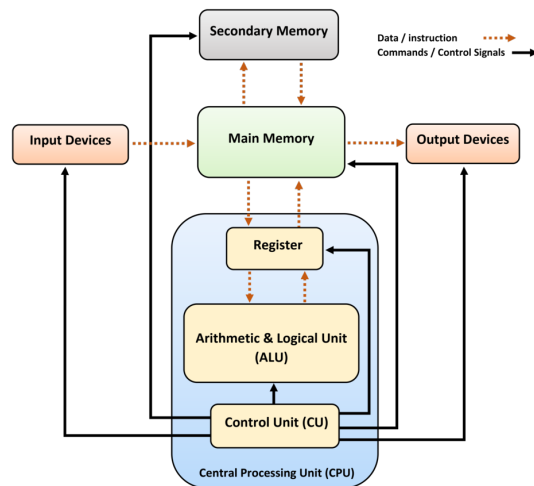 Secondary Memory
Data / instruction
Commands / Control Signals
Input Devices
Main Memory
Output Devices
Register
Arithmetic & Logical Unit
(ALU)
Control Unit (CU)
Central Processing Unit (CPU)